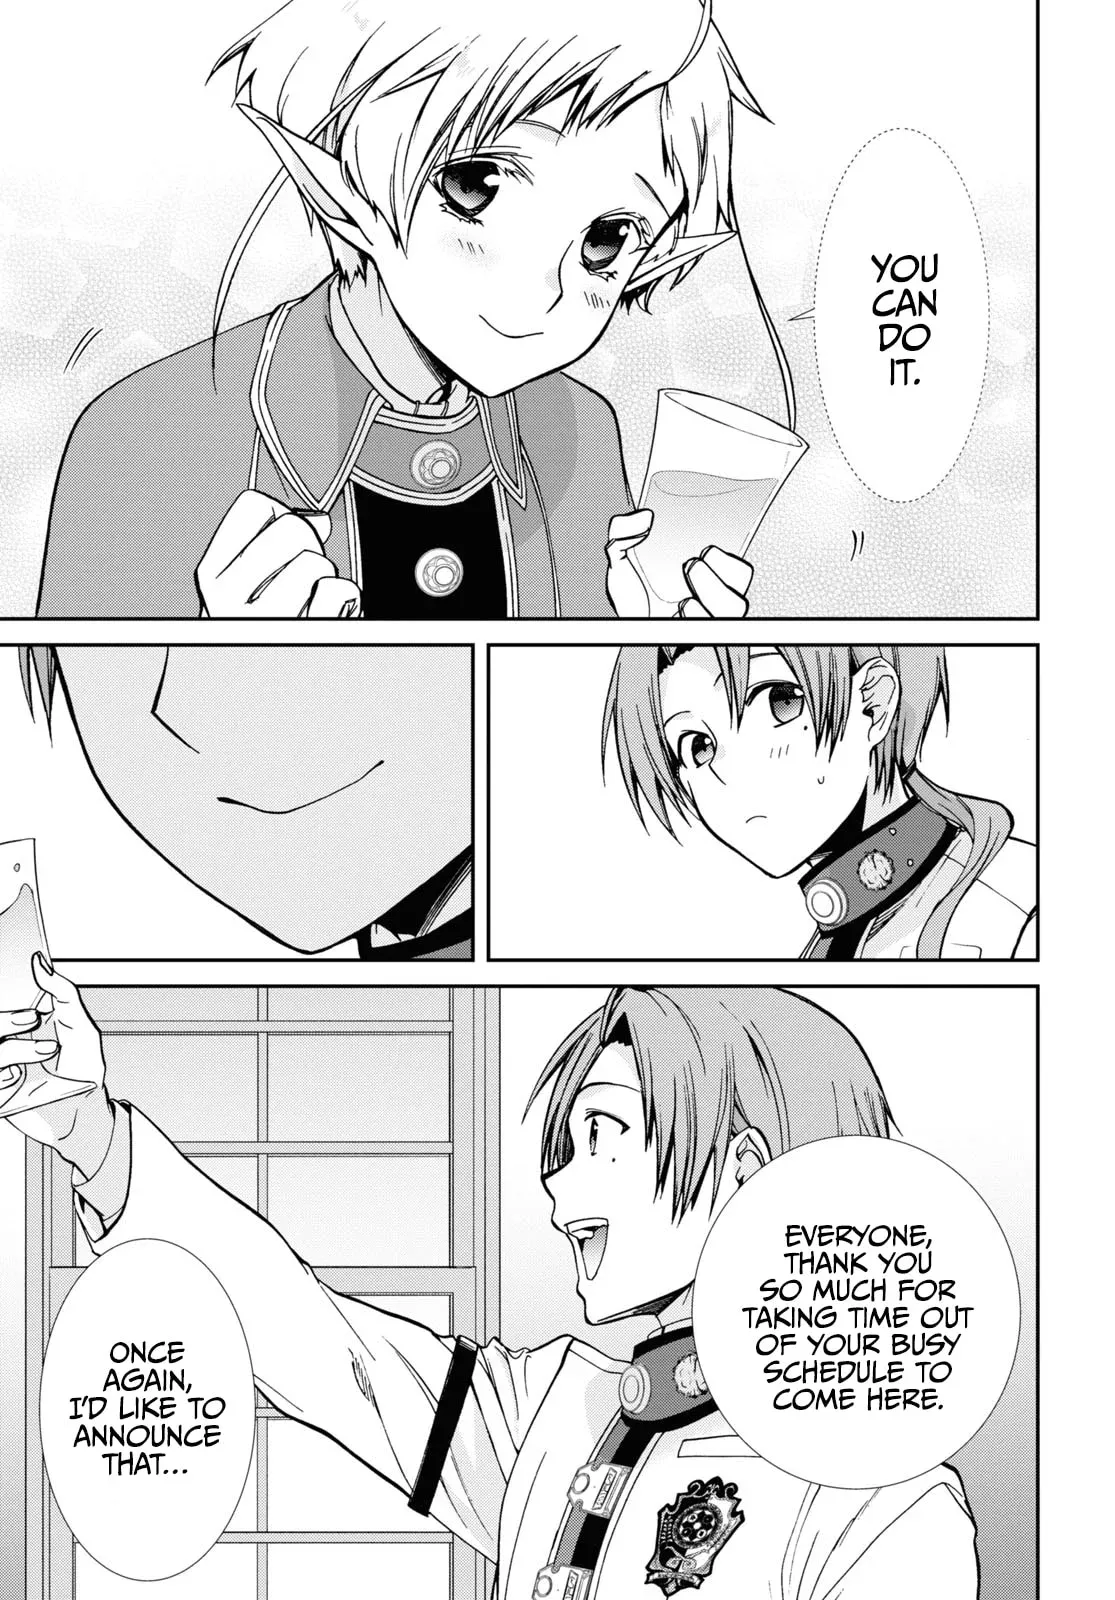 YOU
CAN
DO
IT.
EVERYONE,
THANK YOU
SO MUCH FOR
TAKING TIME OUT
OF YOUR BUSY
SCHEDULE TO
COME HERE.
ONCE
AGAIN,
I'D LIKE TO
ANNOUNCE
THAT...